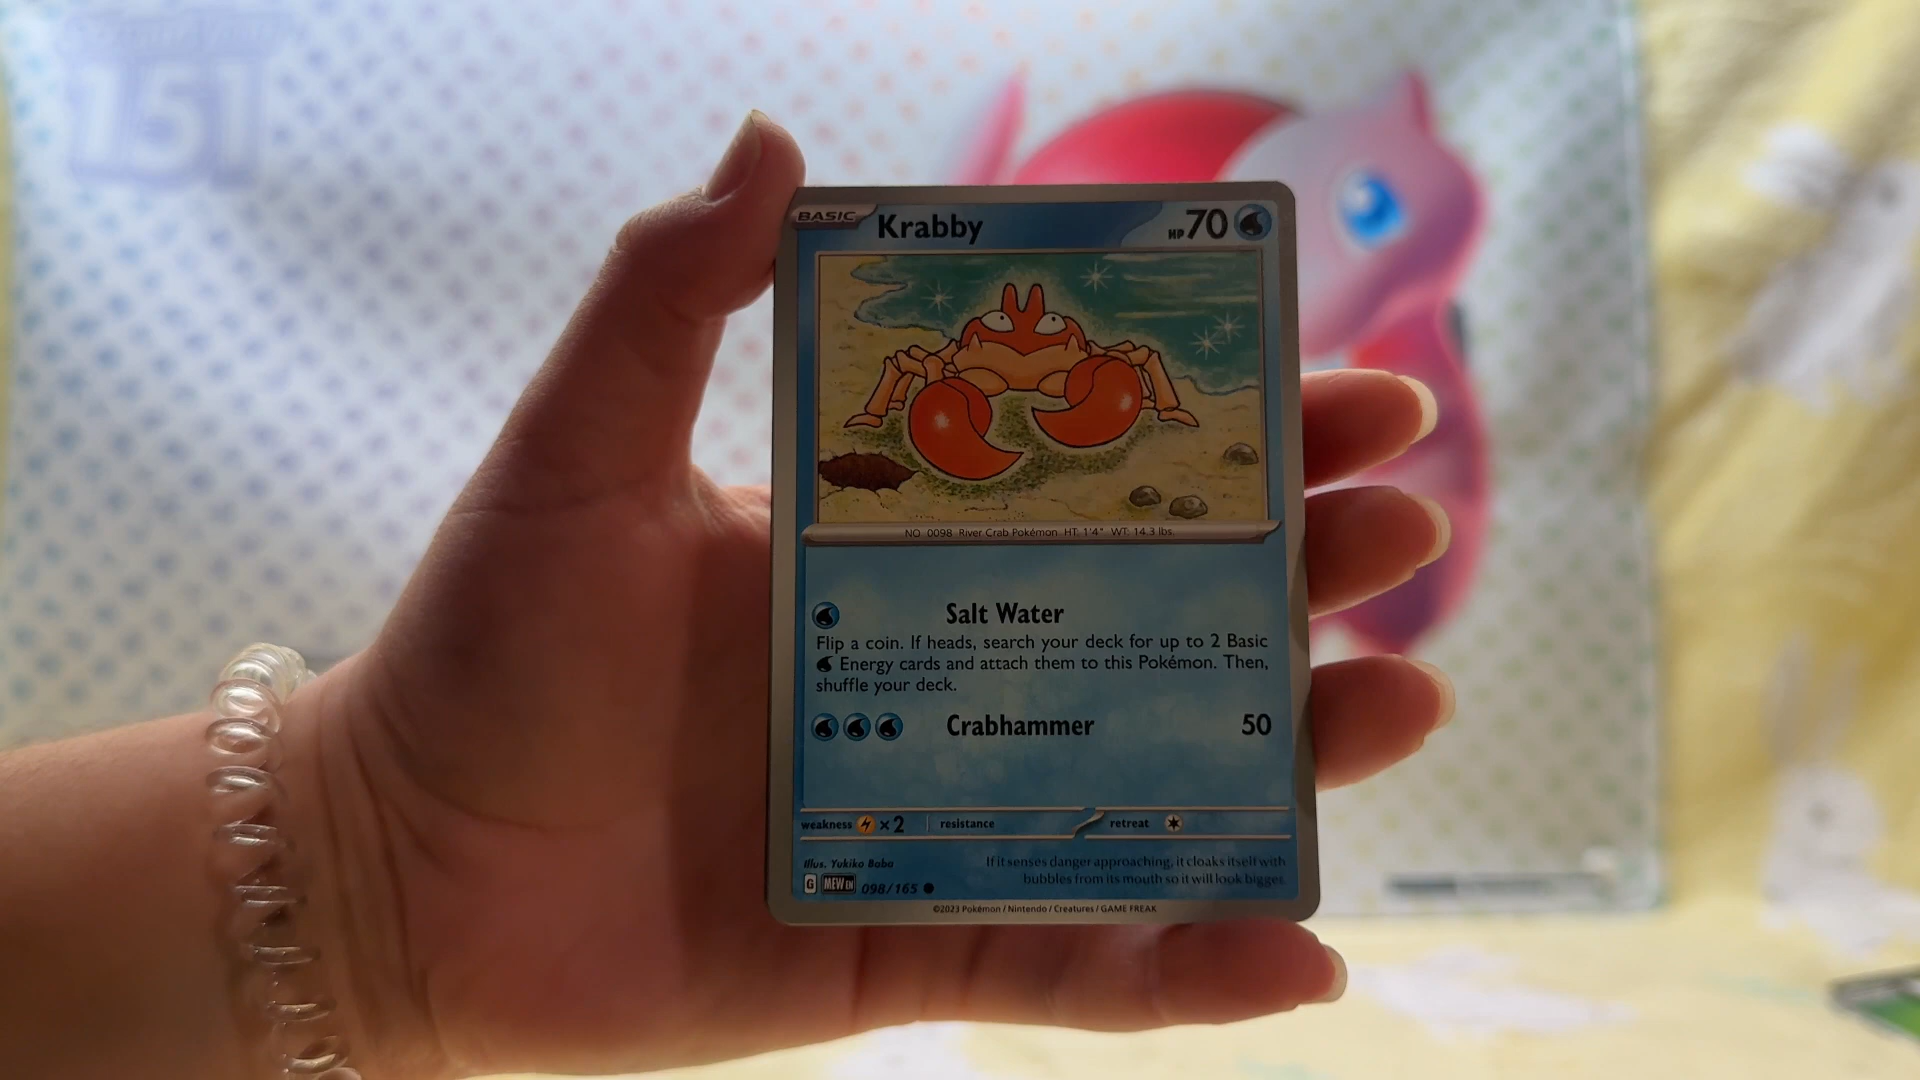 151
BASIC Krabby HP 70
NO. 0098 River Crab Pokémon HT: 1'4" WT: 14.3 lbs.
Salt Water
Flip a coin. If heads, search your deck for up to 2 Basic
Energy cards and attach them to this Pokémon. Then,
shuffle your deck.
Crabhammer 50
weakness ×2 resistance retreat
Illus. Yukiko Baba
If it senses danger approaching, it cloaks itself with
bubbles from its mouth so it will look bigger.
G MEW EN 098/165
©2023 Pokémon / Nintendo / Creatures / GAME FREAK